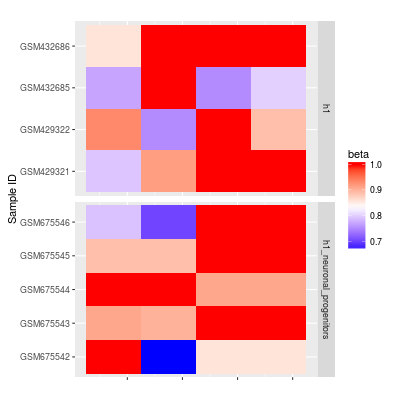 Sample ID
GSM432686
GSM432685
GSM429322
GSM429321
h1
GSM675546
GSM675545
GSM675544
GSM675543
GSM675542
h1_neuronal_progenitors
beta
1.0
0.9
0.8
0.7